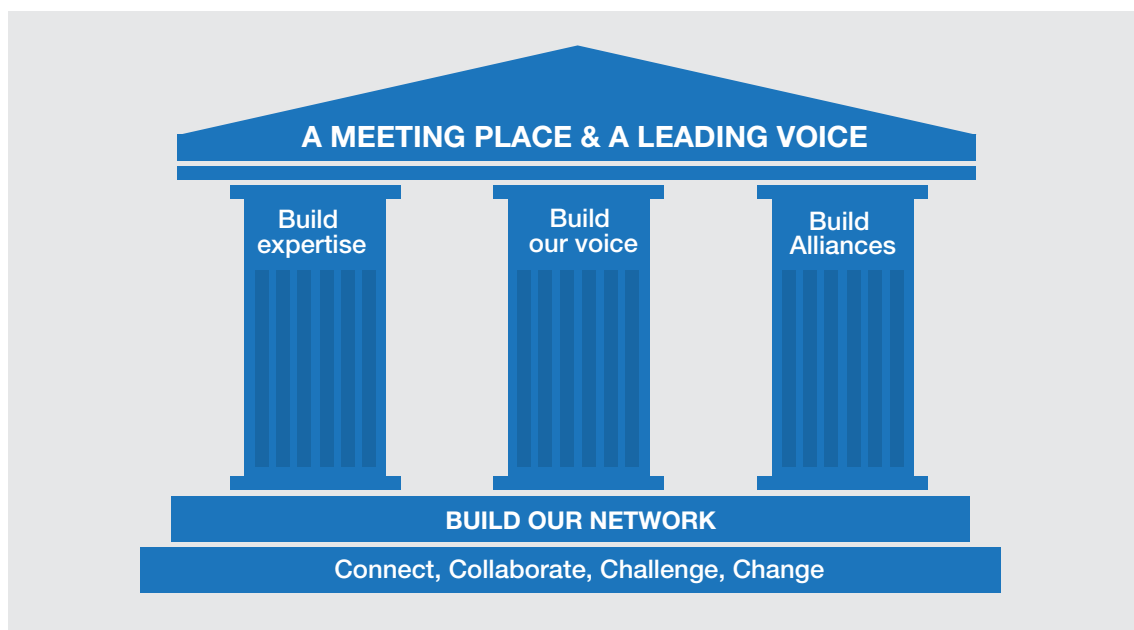 A MEETING PLACE & A LEADING VOICE
Build
expertise
Build
our voice
Build
Alliances
BUILD OUR NETWORK
Connect, Collaborate, Challenge, Change